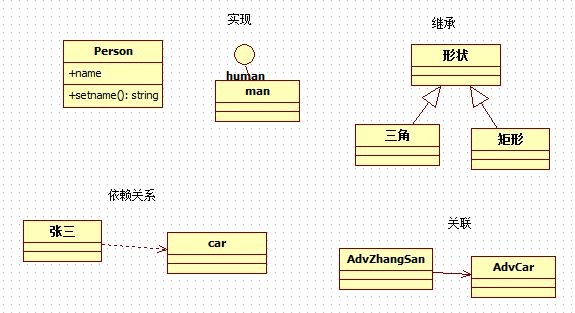 实现
继承
Person
+name
+setname(): string
human
man
形状
三角
矩形
依赖关系
张三
car
关联
AdvZhangSan
AdvCar